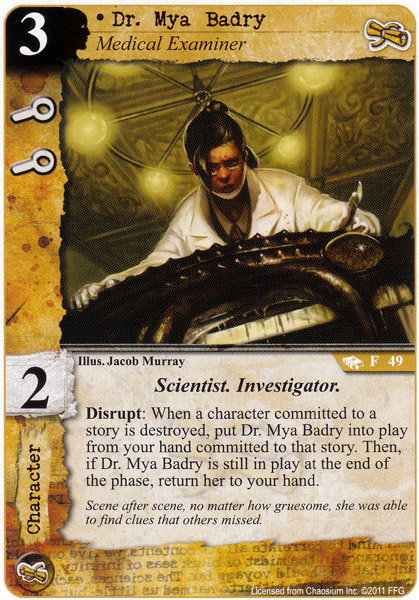 3
• Dr. Mya Badry
Medical Examiner
Illus. Jacob Murray
F 49
2
Character
Scientist. Investigator.
Disrupt: When a character committed to a
story is destroyed, put Dr. Mya Badry into play
from your hand committed to that story. Then,
if Dr. Mya Badry is still in play at the end of
the phase, return her to your hand.
Scene after scene, no matter how gruesome, she was able
to find clues that others missed.
Licensed from Chaosium Inc. ©2011 FFG